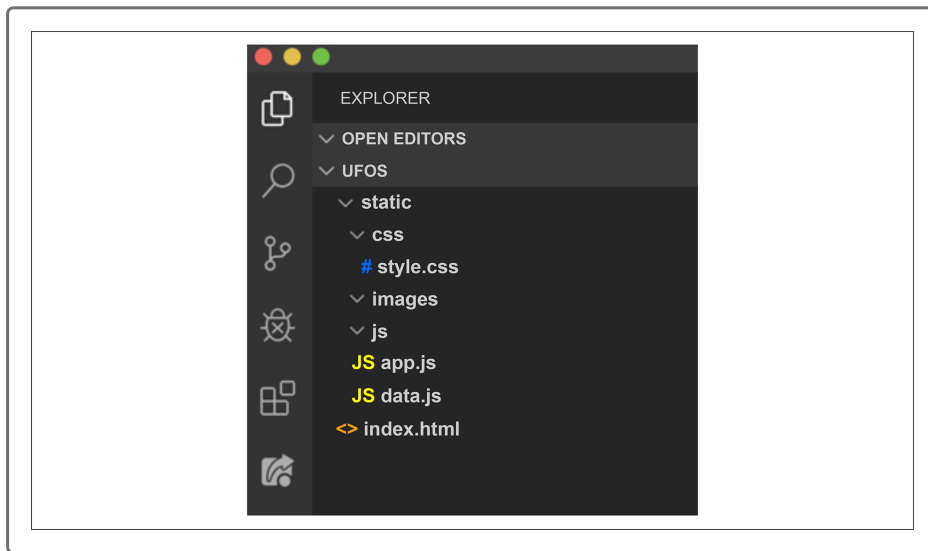 EXPLORER
OPEN EDITORS
UFOS
static
css
# style.css
images
js
JS app.js
JS data.js
<> index.html